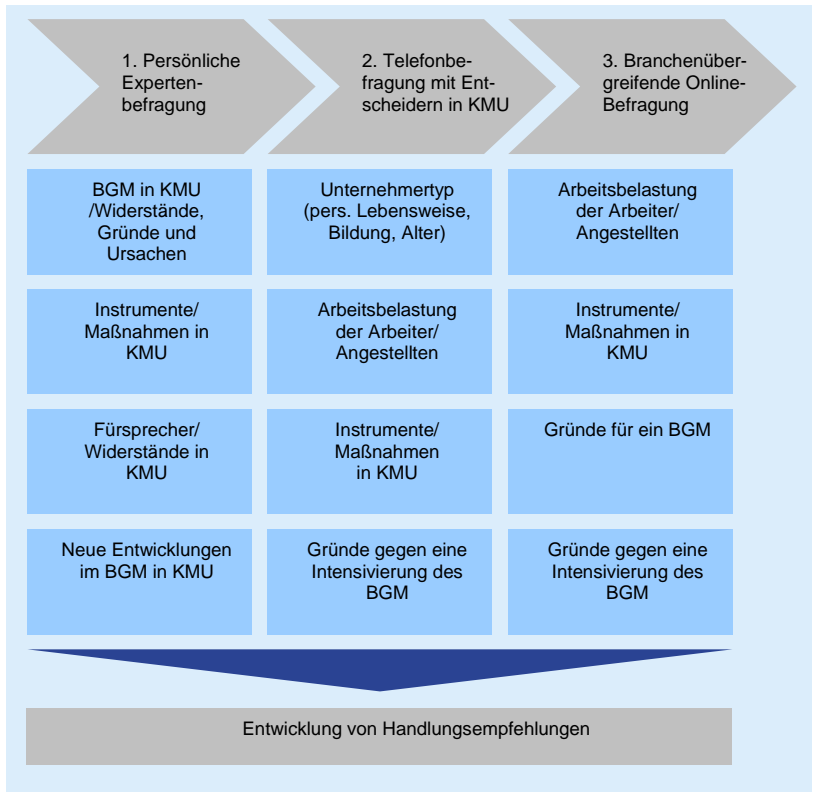 1. Persönliche
Experten-
befragung
2. Telefonbe-
fragung mit Ent-
scheidern in KMU
3. Branchenüber-
greifende Online-
Befragung
BGM in KMU
/Widerstände,
Gründe und
Ursachen
Unternehmertyp
(pers. Lebensweise,
Bildung, Alter)
Arbeitsbelastung
der Arbeiter/
Angestellten
Instrumente/
Maßnahmen in
KMU
Arbeitsbelastung
der Arbeiter/
Angestellten
Instrumente/
Maßnahmen in
KMU
Fürsprecher/
Widerstände in
KMU
Instrumente/
Maßnahmen
in KMU
Gründe für ein BGM
Neue Entwicklungen
im BGM in KMU
Gründe gegen eine
Intensivierung des
BGM
Gründe gegen eine
Intensivierung des
BGM
Entwicklung von Handlungsempfehlungen